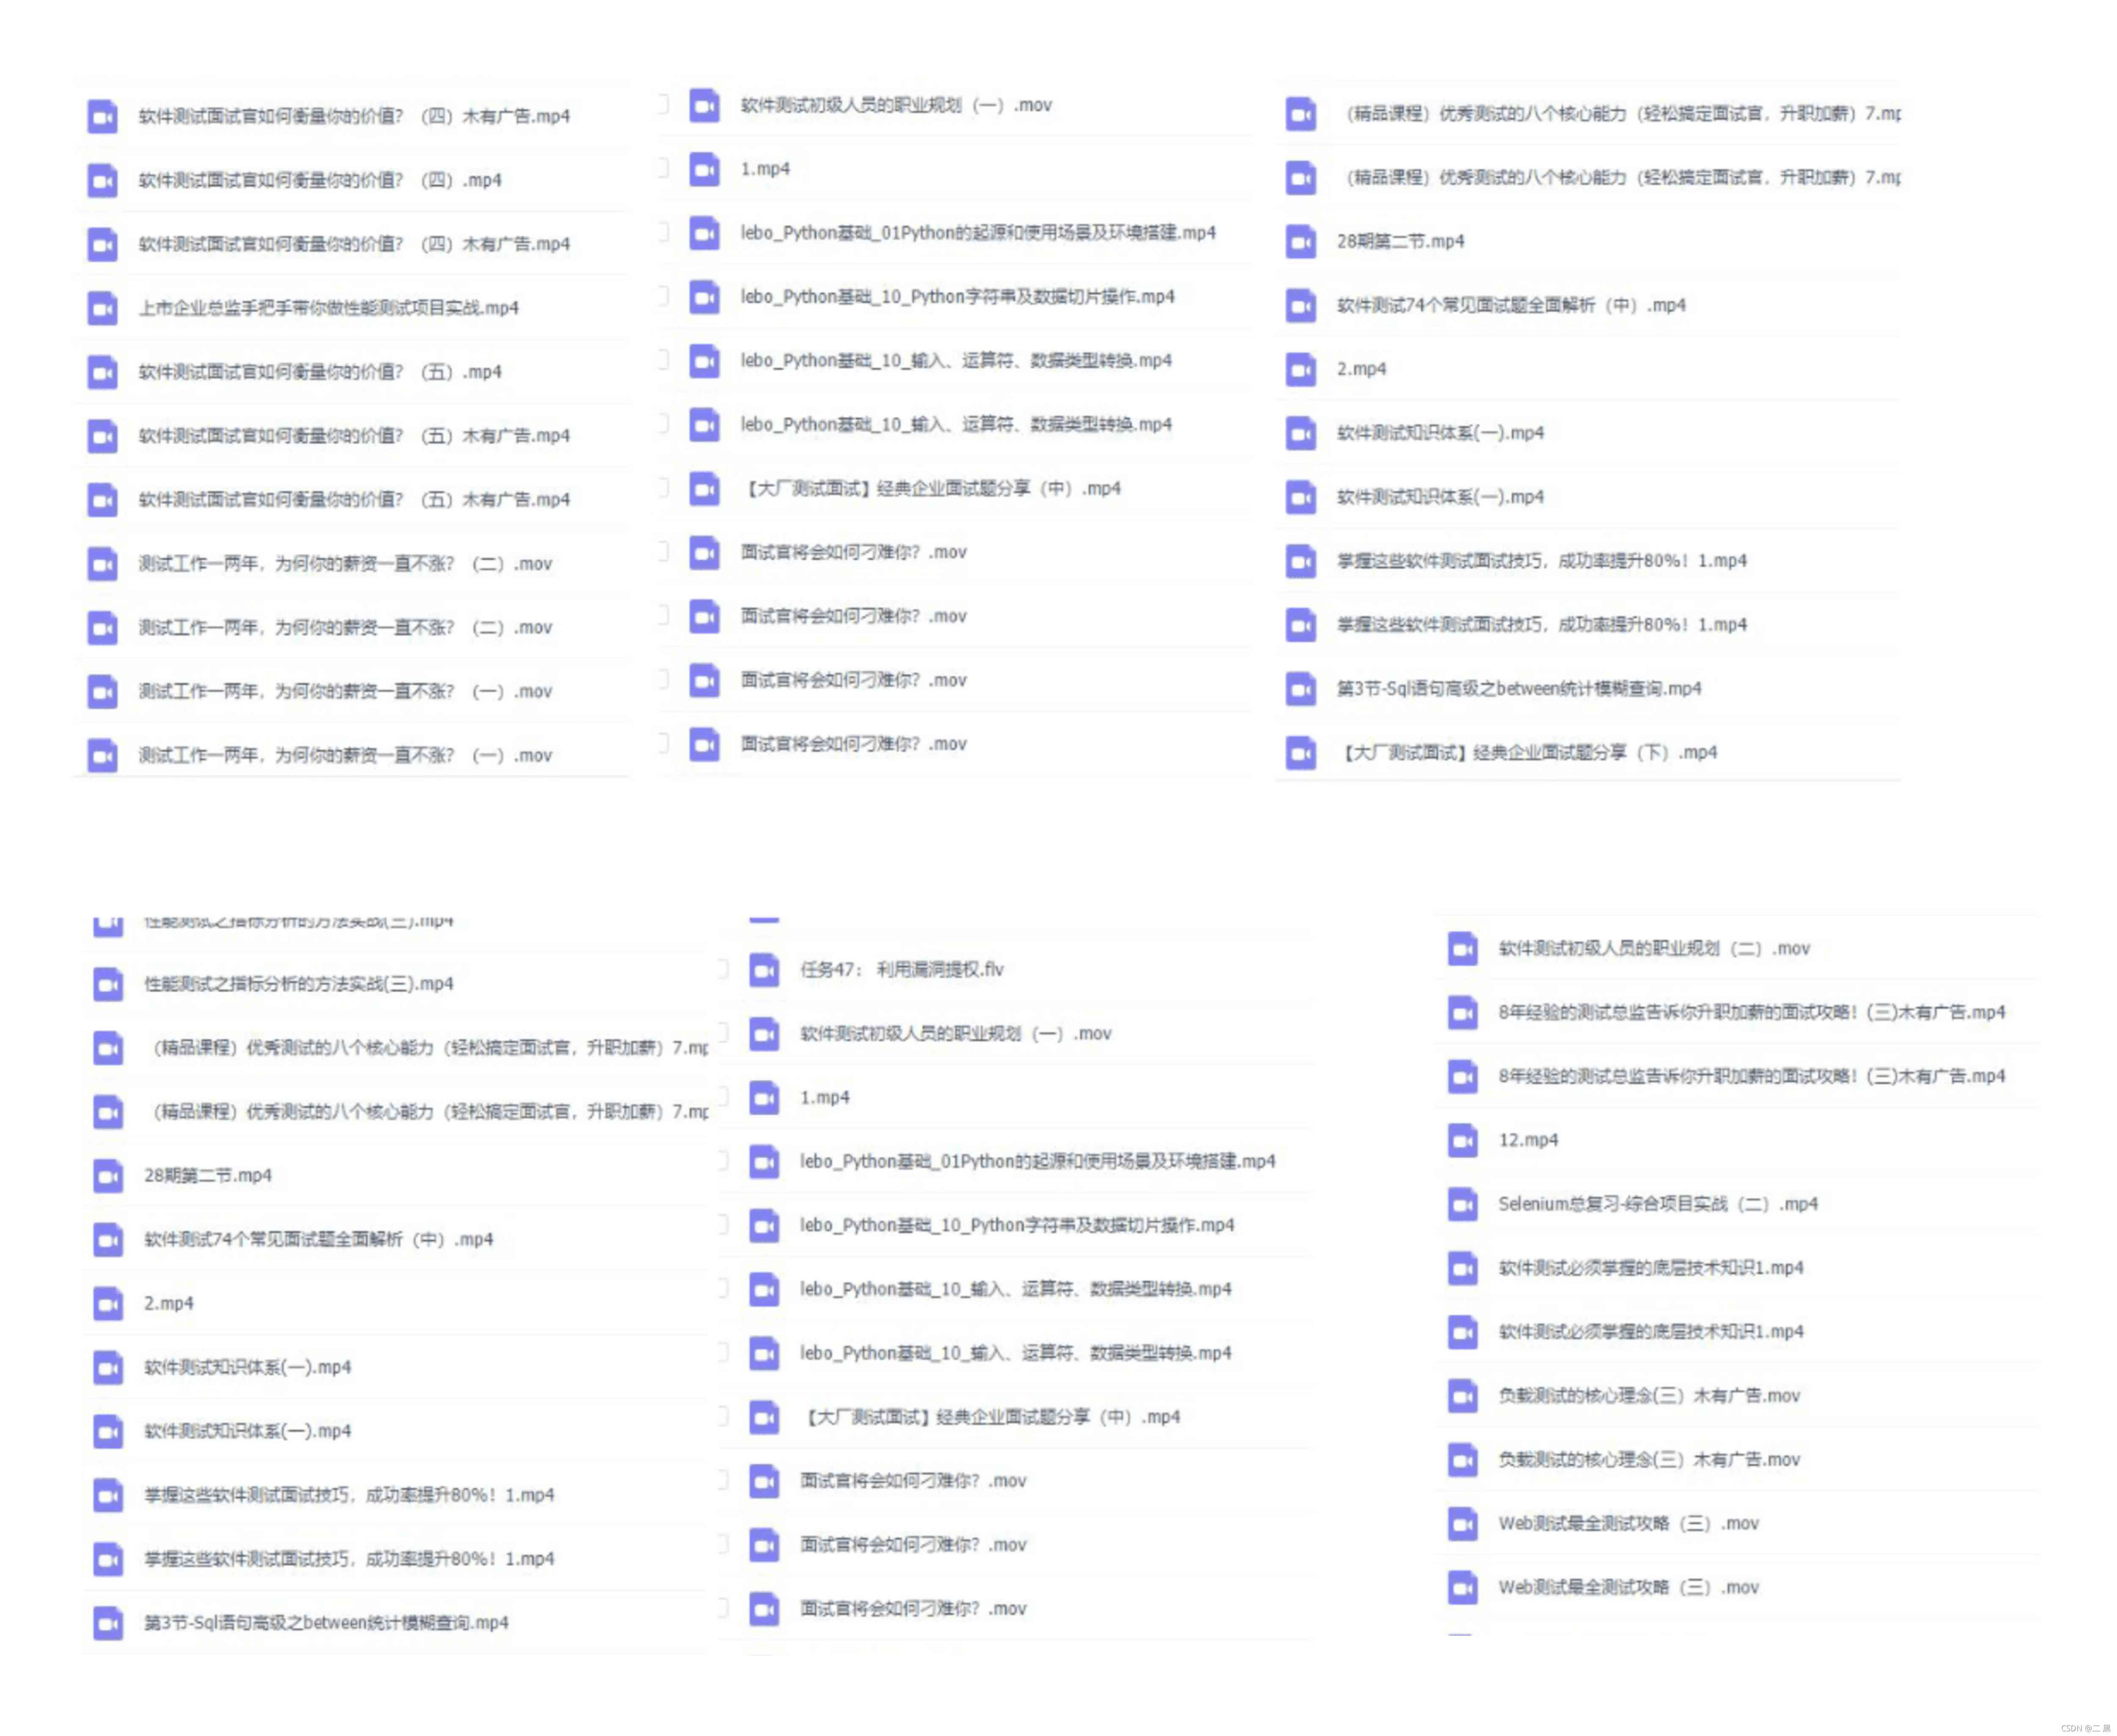 软件测试面试官如何衡量你的价值？（四）木有广告.mp4
软件测试面试官如何衡量你的价值？（四）.mp4
软件测试面试官如何衡量你的价值？（四）木有广告.mp4
上市企业总监手把手带你做性能测试项目实战.mp4
软件测试面试官如何衡量你的价值？（五）.mp4
软件测试面试官如何衡量你的价值？（五）木有广告.mp4
软件测试面试官如何衡量你的价值？（五）木有广告.mp4
测试工作一两年，为何你的薪资一直不涨？（二）.mov
测试工作一两年，为何你的薪资一直不涨？（二）.mov
测试工作一两年，为何你的薪资一直不涨？（一）.mov
测试工作一两年，为何你的薪资一直不涨？（一）.mov
软件测试初级人员的职业规划（一）.mov
1.mp4
lebo_Python基础_01Python的起源和使用场景及环境搭建.mp4
lebo_Python基础_10_Python字符串及数据切片操作.mp4
lebo_Python基础_10_输入、运算符、数据类型转换.mp4
lebo_Python基础_10_输入、运算符、数据类型转换.mp4
【大厂测试面试】经典企业面试题分享（中）.mp4
面试官将会如何刁难你？.mov
面试官将会如何刁难你？.mov
面试官将会如何刁难你？.mov
面试官将会如何刁难你？.mov
（精品课程）优秀测试的八个核心能力（轻松搞定面试官，升职加薪）7.mp
（精品课程）优秀测试的八个核心能力（轻松搞定面试官，升职加薪）7.mp
28期第二节.mp4
软件测试74个常见面试题全面解析（中）.mp4
2.mp4
软件测试知识体系(一).mp4
软件测试知识体系(一).mp4
掌握这些软件测试面试技巧，成功率提升80%！1.mp4
掌握这些软件测试面试技巧，成功率提升80%！1.mp4
第3节-Sql语句高级之between统计模糊查询.mp4
【大厂测试面试】经典企业面试题分享（下）.mp4
性能测试之指标分析的方法实战(三).mp4
性能测试之指标分析的方法实战(三).mp4
（精品课程）优秀测试的八个核心能力（轻松搞定面试官，升职加薪）7.mp
（精品课程）优秀测试的八个核心能力（轻松搞定面试官，升职加薪）7.mp
28期第二节.mp4
软件测试74个常见面试题全面解析（中）.mp4
2.mp4
软件测试知识体系(一).mp4
软件测试知识体系(一).mp4
掌握这些软件测试面试技巧，成功率提升80%！1.mp4
掌握这些软件测试面试技巧，成功率提升80%！1.mp4
第3节-Sql语句高级之between统计模糊查询.mp4
任务47： 利用漏洞提权.flv
软件测试初级人员的职业规划（一）.mov
1.mp4
lebo_Python基础_01Python的起源和使用场景及环境搭建.mp4
lebo_Python基础_10_Python字符串及数据切片操作.mp4
lebo_Python基础_10_输入、运算符、数据类型转换.mp4
lebo_Python基础_10_输入、运算符、数据类型转换.mp4
【大厂测试面试】经典企业面试题分享（中）.mp4
面试官将会如何刁难你？.mov
面试官将会如何刁难你？.mov
面试官将会如何刁难你？.mov
软件测试初级人员的职业规划（二）.mov
8年经验的测试总监告诉你升职加薪的面试攻略！(三)木有广告.mp4
8年经验的测试总监告诉你升职加薪的面试攻略！(三)木有广告.mp4
12.mp4
Selenium总复习-综合项目实战（二）.mp4
软件测试必须掌握的底层技术知识1.mp4
软件测试必须掌握的底层技术知识1.mp4
负载测试的核心理念(三）木有广告.mov
负载测试的核心理念(三）木有广告.mov
Web测试最全测试攻略（三）.mov
Web测试最全测试攻略（三）.mov
CSDN @二 黑